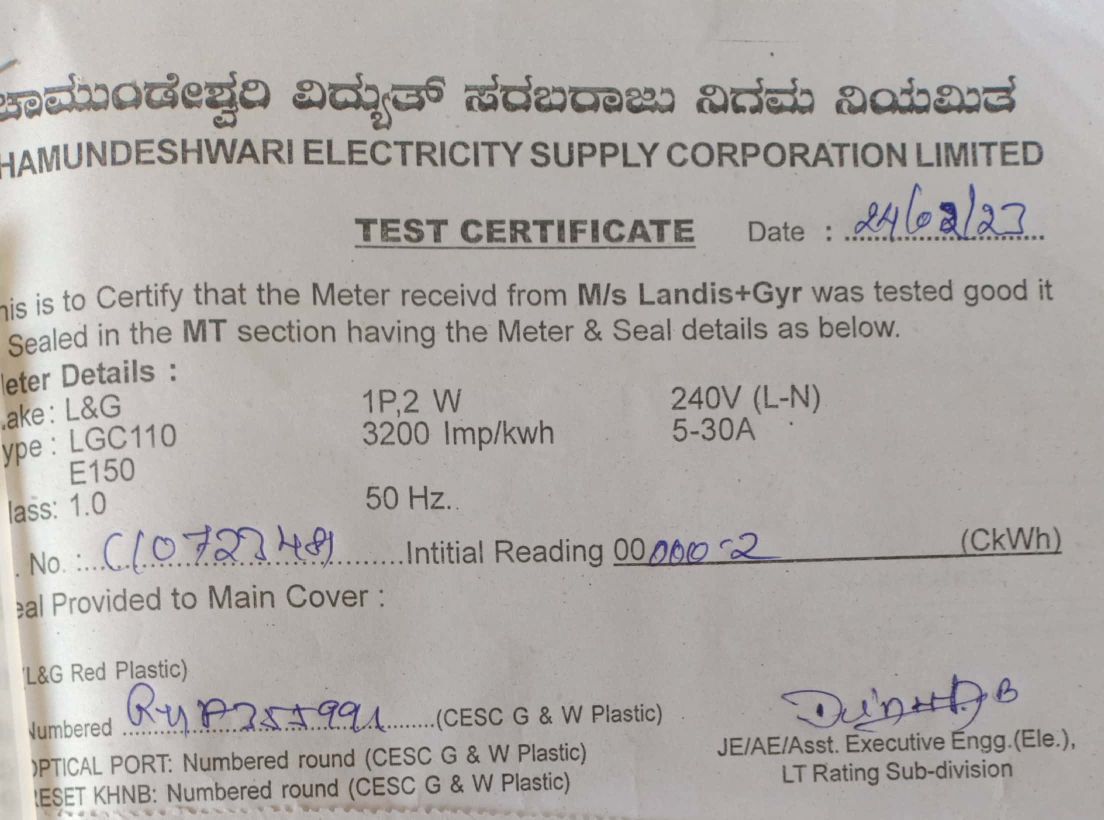 ಚಾಮುಂಡೇಶ್ವರಿ ವಿದ್ಯುತ್ ಸರಬರಾಜು ನಿಗಮ ನಿಯಮಿತ
HAMUNDESHWARI ELECTRICITY SUPPLY CORPORATION LIMITED
TEST CERTIFICATE Date : 24/02/23
his is to Certify that the Meter receivd from M/s Landis+Gyr was tested good it
Sealed in the MT section having the Meter & Seal details as below.
eter Details :
ake: L&G 1P,2 W 240V (L-N)
ype : LGC110 3200 Imp/kwh 5-30A
E150
lass: 1.0 50 Hz.
. No. : Intitial Reading 00 000-2 (CkWh)
eal Provided to Main Cover :
L&G Red Plastic)
Numbered (CESC G & W Plastic)
OPTICAL PORT: Numbered round (CESC G & W Plastic)
RESET KHNB: Numbered round (CESC G & W Plastic)
JE/AE/Asst. Executive Engg.(Ele.),
LT Rating Sub-division